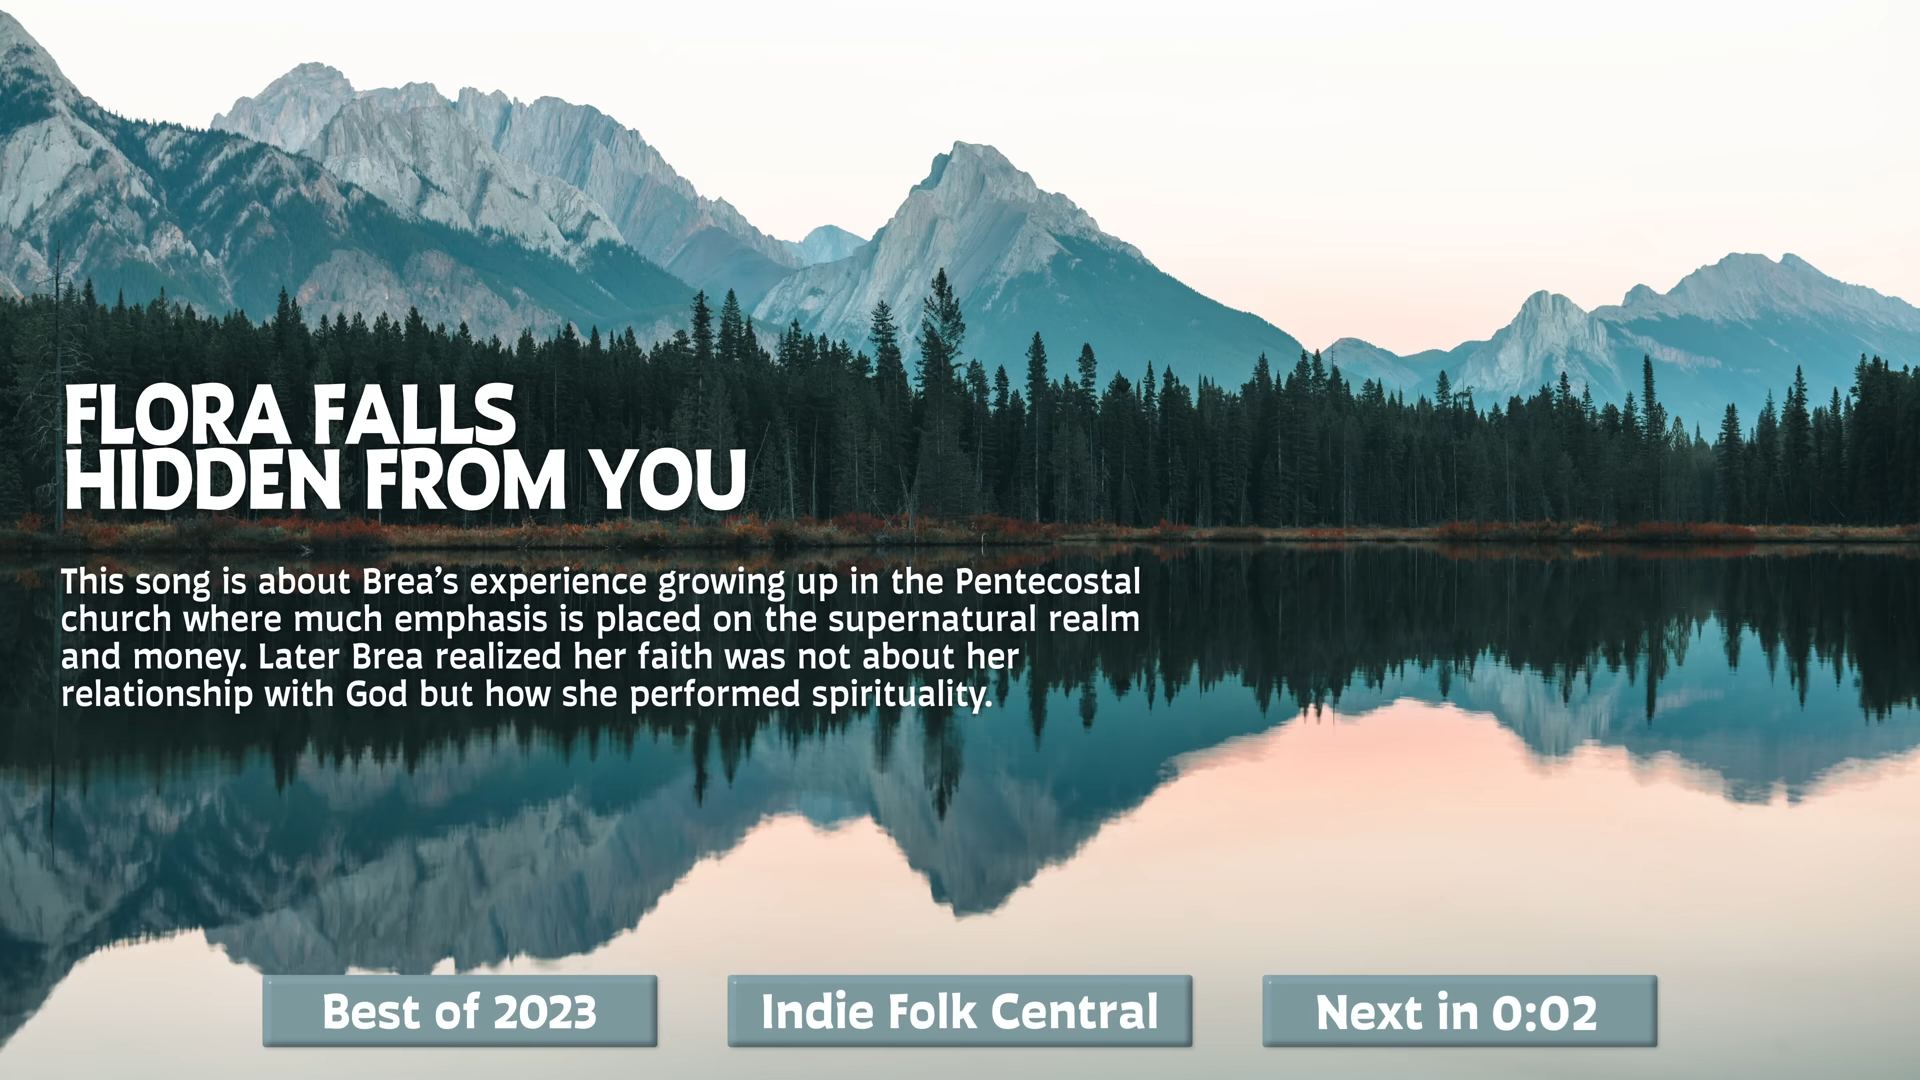 FLORA FALLS
HIDDEN FROM YOU
This song is about Brea’s experience growing up in the Pentecostal
church where much emphasis is placed on the supernatural realm
and money. Later Brea realized her faith was not about her
relationship with God but how she performed spirituality.
Best of 2023
Indie Folk Central
Next in 0:02